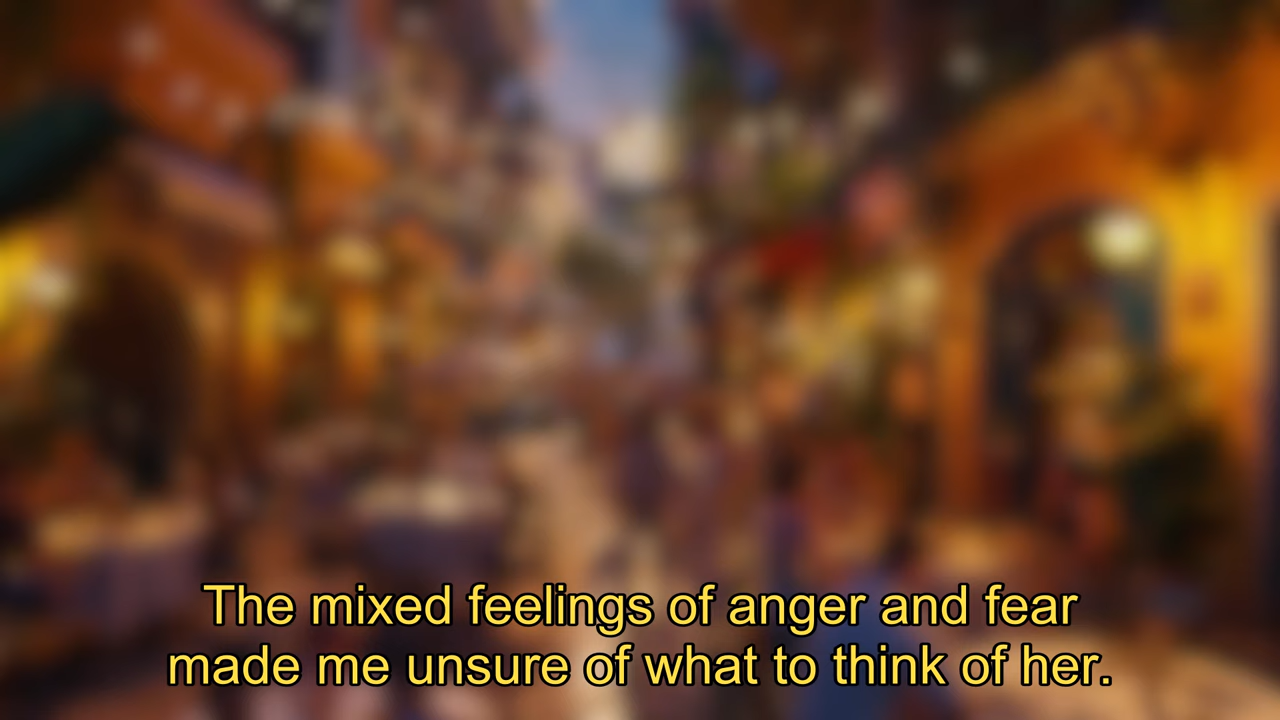 The mixed feelings of anger and fear
made me unsure of what to think of her.